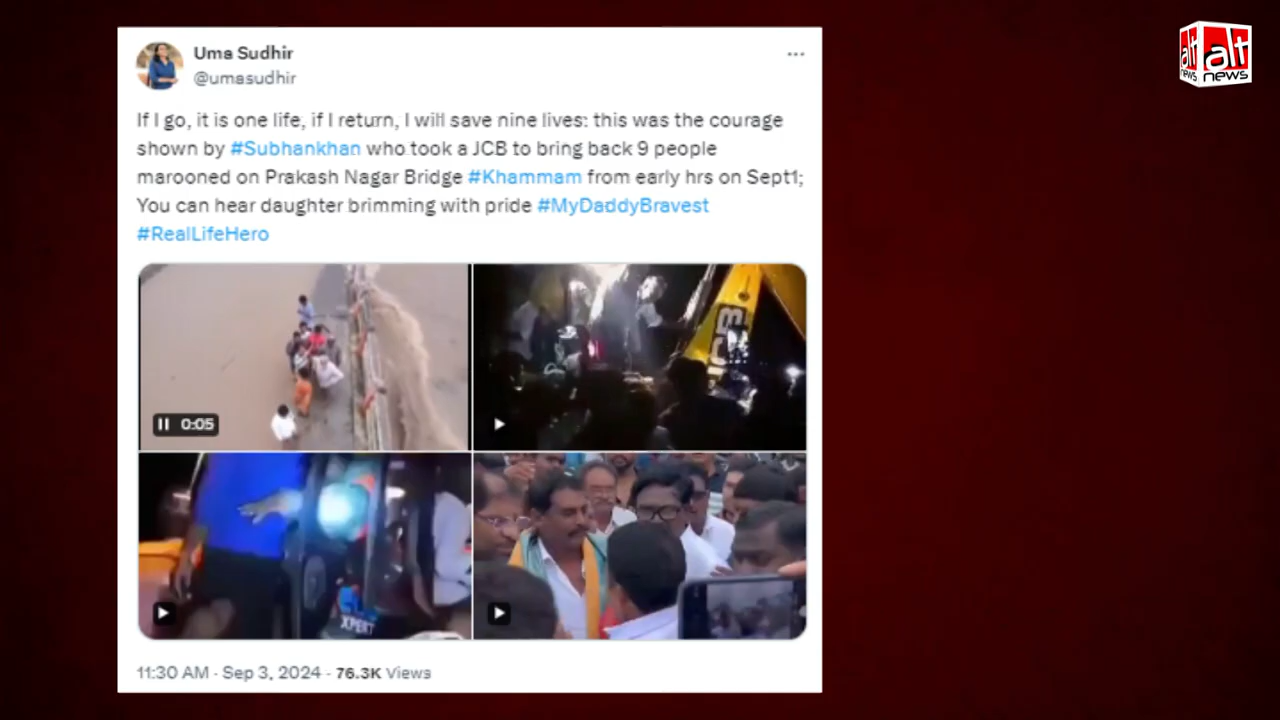 Uma Sudhir
@umasudhir
If I go, it is one life, if I return, I will save nine lives: this was the courage
shown by #Subhankhan who took a JCB to bring back 9 people
marooned on Prakash Nagar Bridge #Khammam from early hrs on Sept1;
You can hear daughter brimming with pride #MyDaddyBravest
#RealLifeHero
0:05
JCB
XPERT
11:30 AM · Sep 3, 2024 · 76.3K Views
alt
news
alt
news